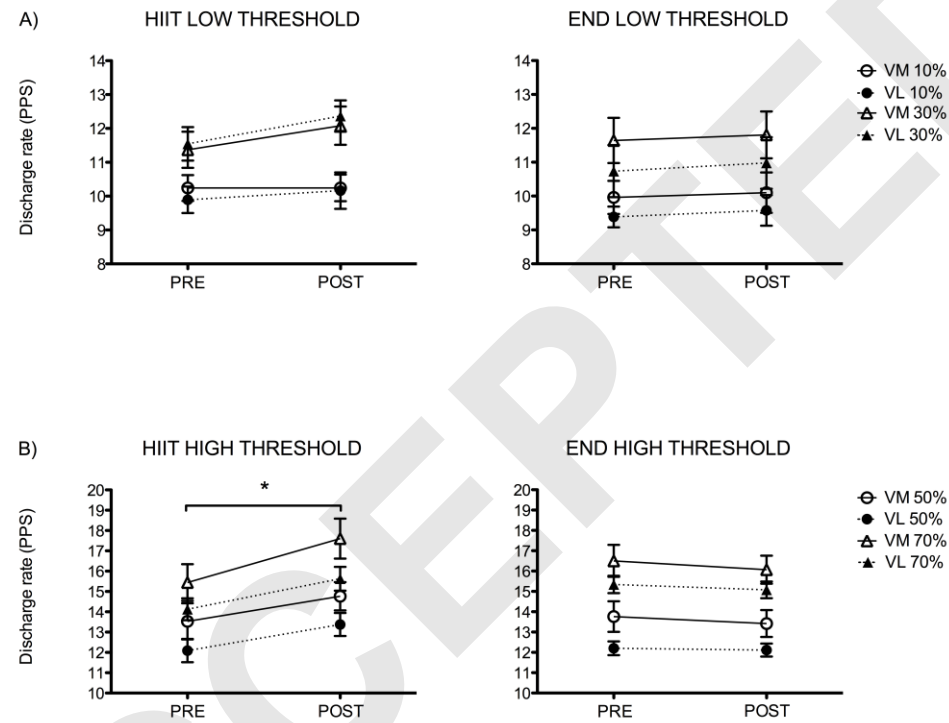 A)
HIIT LOW THRESHOLD
END LOW THRESHOLD
Discharge rate (PPS)
14
13
12
11
10
9
8
PRE
POST
14
13
12
11
10
9
8
PRE
POST
VM 10%
VL 10%
VM 30%
VL 30%
B)
HIIT HIGH THRESHOLD
END HIGH THRESHOLD
Discharge rate (PPS)
20
19
18
17
16
15
14
13
12
11
10
*
PRE
POST
20
19
18
17
16
15
14
13
12
11
10
PRE
POST
VM 50%
VL 50%
VM 70%
VL 70%
CCEPTE